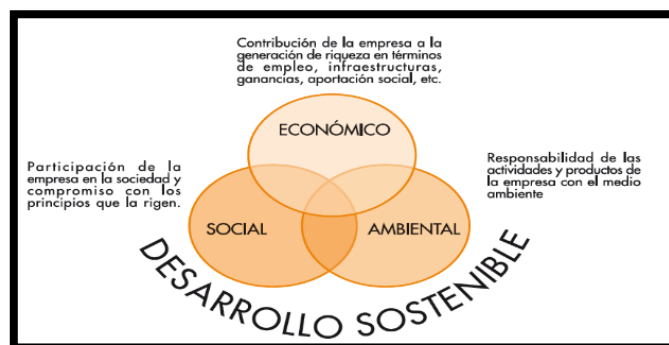 Contribución de la empresa a la
generación de riqueza en términos
de empleo, infraestructuras,
ganancias, aportación social, etc.
ECONÓMICO
Participación de la
empresa en la sociedad y
compromiso con los
principios que la rigen.
Responsabilidad de las
actividades y productos de
la empresa con el medio
ambiente
SOCIAL
AMBIENTAL
DESARROLLO SOSTENIBLE